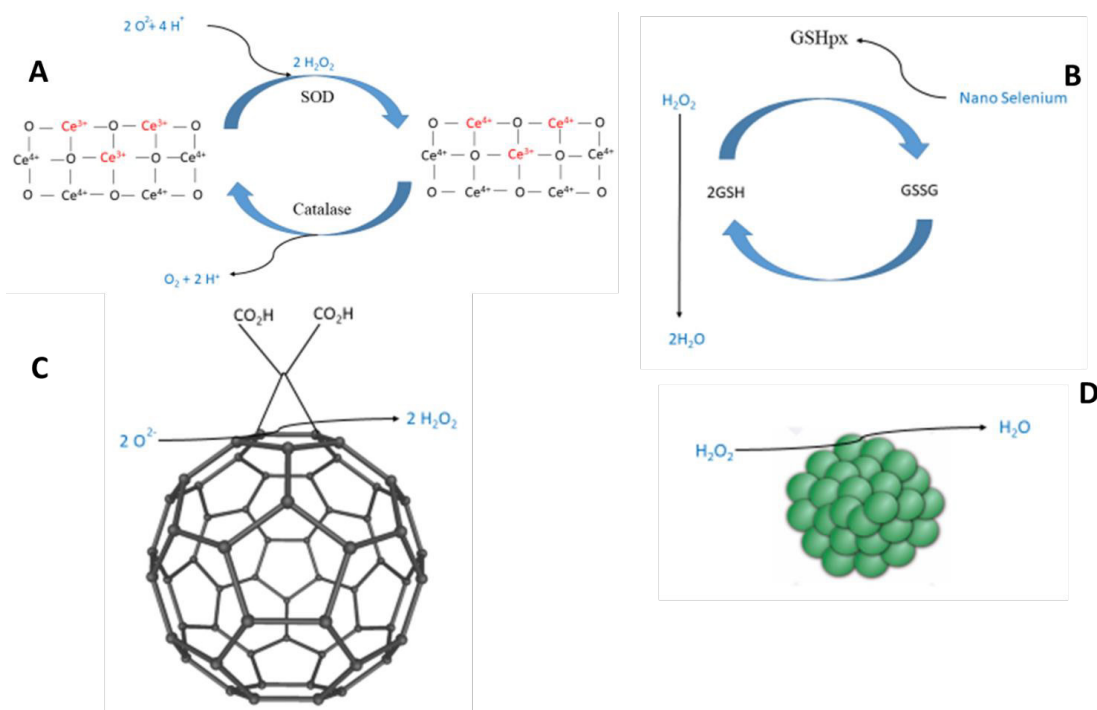 A
2 O²⁻+ 4 H⁺
2 H₂O₂
SOD
O — Ce³⁺ — O — Ce³⁺ — O
Ce⁴⁺ — O — Ce³⁺ — O — Ce⁴⁺
O — Ce⁴⁺ — O — Ce⁴⁺ — O
O — Ce⁴⁺ — O — Ce⁴⁺ — O
Ce⁴⁺ — O — Ce³⁺ — O — Ce⁴⁺
O — Ce⁴⁺ — O — Ce⁴⁺ — O
Catalase
O₂ + 2 H⁺
B
GSHpx
H₂O₂
Nano Selenium
2GSH
GSSG
2H₂O
C
CO₂H
CO₂H
2 O²⁻
2 H₂O₂
D
H₂O₂
H₂O